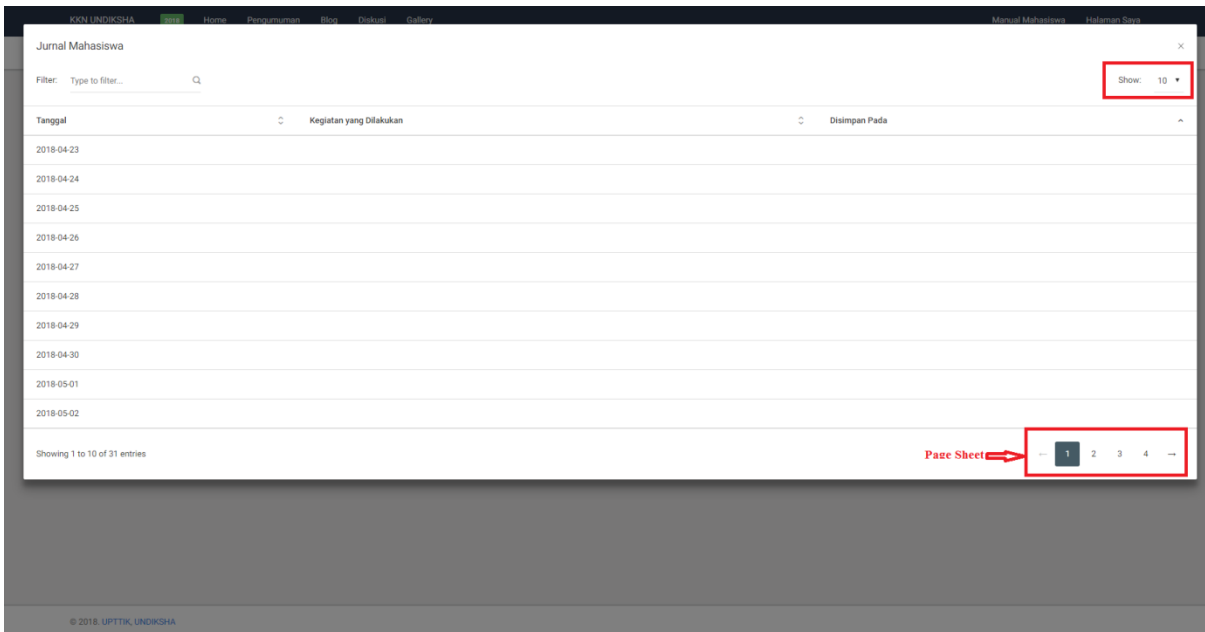 KKN UNDIKSHA 2018 Home Pengumuman Blog Diskusi Gallery Manual Mahasiswa Halaman Saya
Jurnal Mahasiswa ×
Filter: Type to filter... Show: 10
Tanggal Kegiatan yang Dilakukan Disimpan Pada
2018-04-23
2018-04-24
2018-04-25
2018-04-26
2018-04-27
2018-04-28
2018-04-29
2018-04-30
2018-05-01
2018-05-02
Showing 1 to 10 of 31 entries Page Sheet ← 1 2 3 4 →
© 2018. UPTTIK, UNDIKSHA